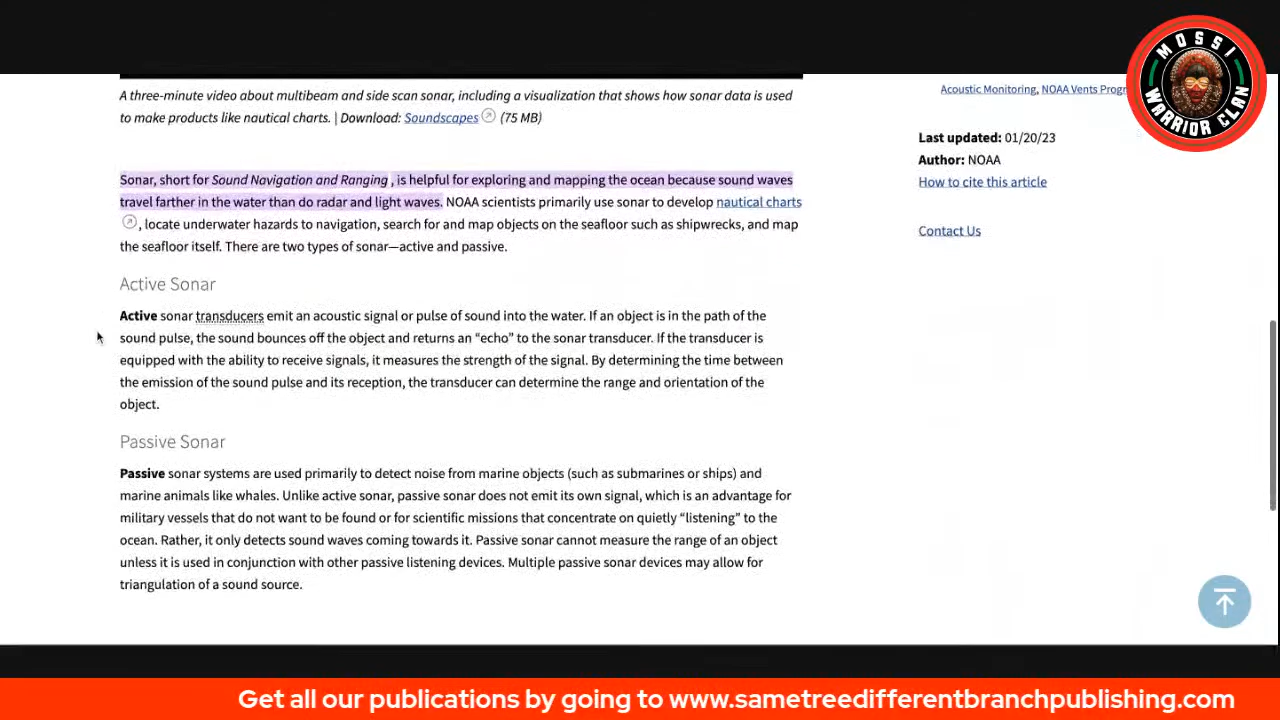 MOSSI
WARRIOR CLAN
A three-minute video about multibeam and side scan sonar, including a visualization that shows how sonar data is used
to make products like nautical charts. | Download: Soundscapes (75 MB)
Sonar, short for Sound Navigation and Ranging , is helpful for exploring and mapping the ocean because sound waves
travel farther in the water than do radar and light waves. NOAA scientists primarily use sonar to develop nautical charts
, locate underwater hazards to navigation, search for and map objects on the seafloor such as shipwrecks, and map
the seafloor itself. There are two types of sonar—active and passive.
Active Sonar
Active sonar transducers emit an acoustic signal or pulse of sound into the water. If an object is in the path of the
sound pulse, the sound bounces off the object and returns an “echo” to the sonar transducer. If the transducer is
equipped with the ability to receive signals, it measures the strength of the signal. By determining the time between
the emission of the sound pulse and its reception, the transducer can determine the range and orientation of the
object.
Passive Sonar
Passive sonar systems are used primarily to detect noise from marine objects (such as submarines or ships) and
marine animals like whales. Unlike active sonar, passive sonar does not emit its own signal, which is an advantage for
military vessels that do not want to be found or for scientific missions that concentrate on quietly “listening” to the
ocean. Rather, it only detects sound waves coming towards it. Passive sonar cannot measure the range of an object
unless it is used in conjunction with other passive listening devices. Multiple passive sonar devices may allow for
triangulation of a sound source.
Acoustic Monitoring, NOAA Vents Progr
Last updated: 01/20/23
Author: NOAA
How to cite this article
Contact Us
Get all our publications by going to www.sametreedifferentbranchpublishing.com